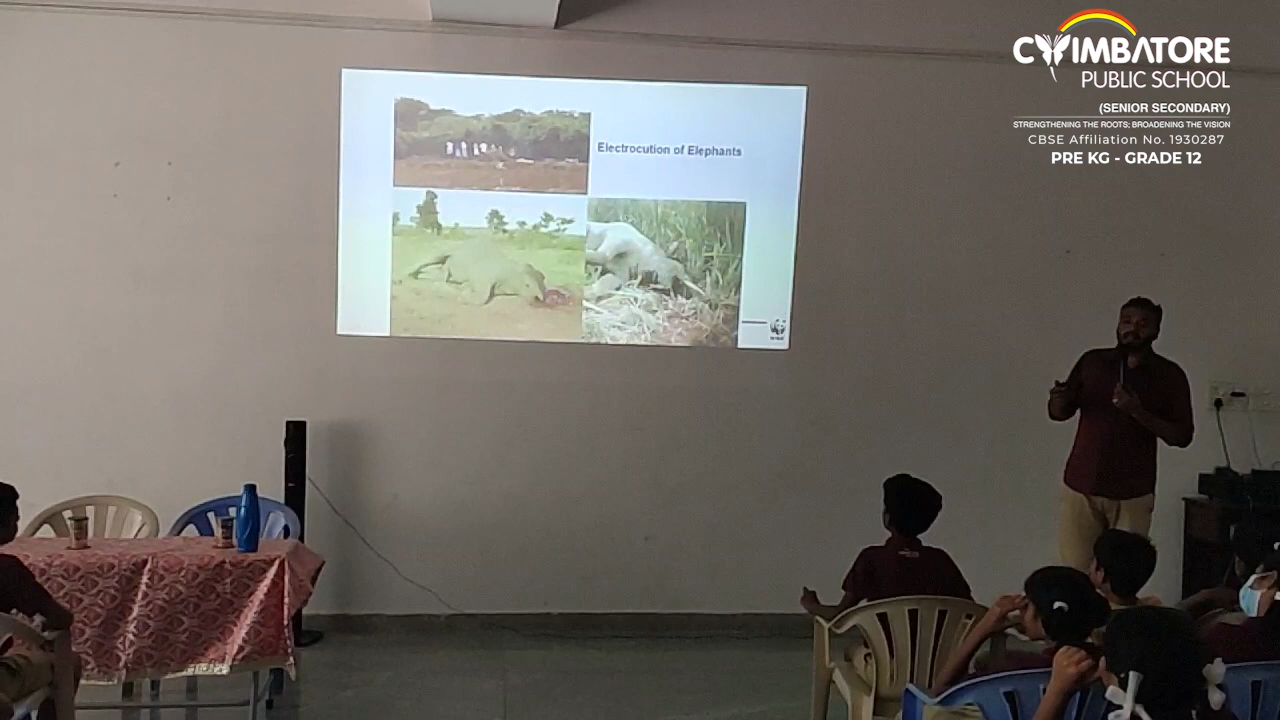 COIMBATORE
PUBLIC SCHOOL
(SENIOR SECONDARY)
STRENGTHENING THE ROOTS; BROADENING THE VISION
CBSE Affiliation No. 1930287
PRE KG - GRADE 12
Electrocution of Elephants